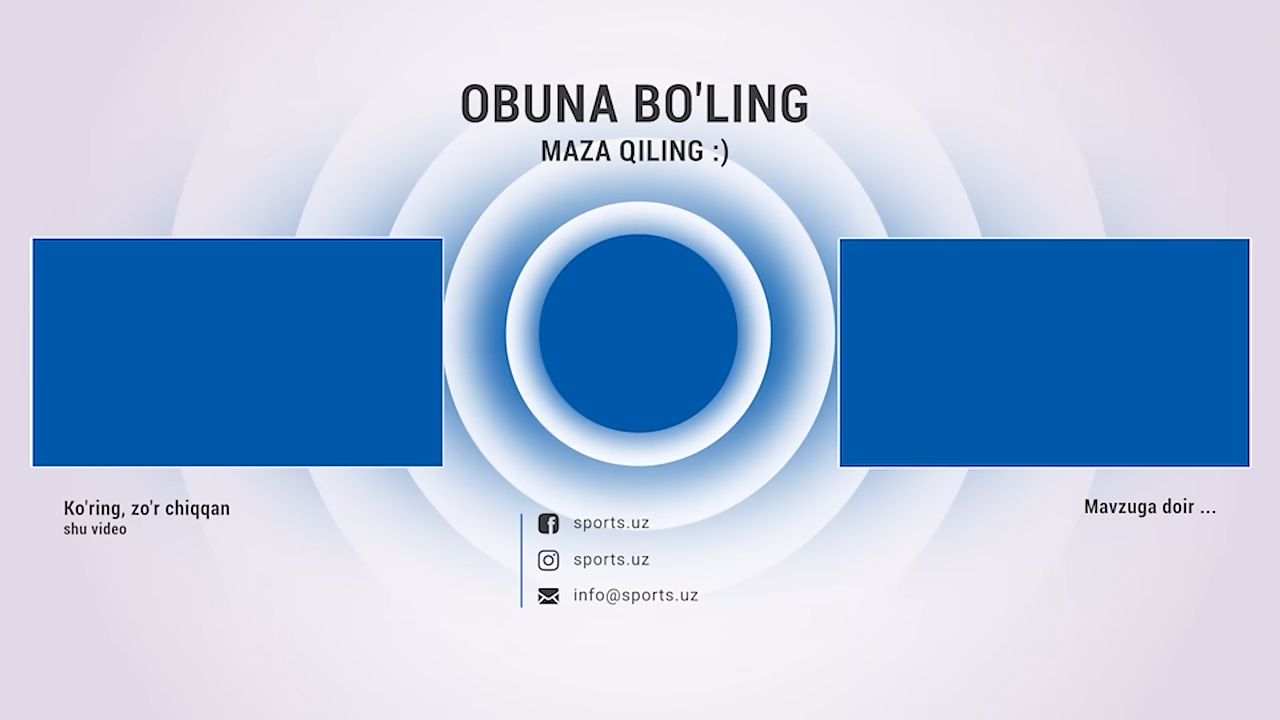 OBUNA BO'LING
MAZA QILING :)
Ko'ring, zo'r chiqqan
shu video
Mavzuga doir ...
sports.uz
sports.uz
info@sports.uz